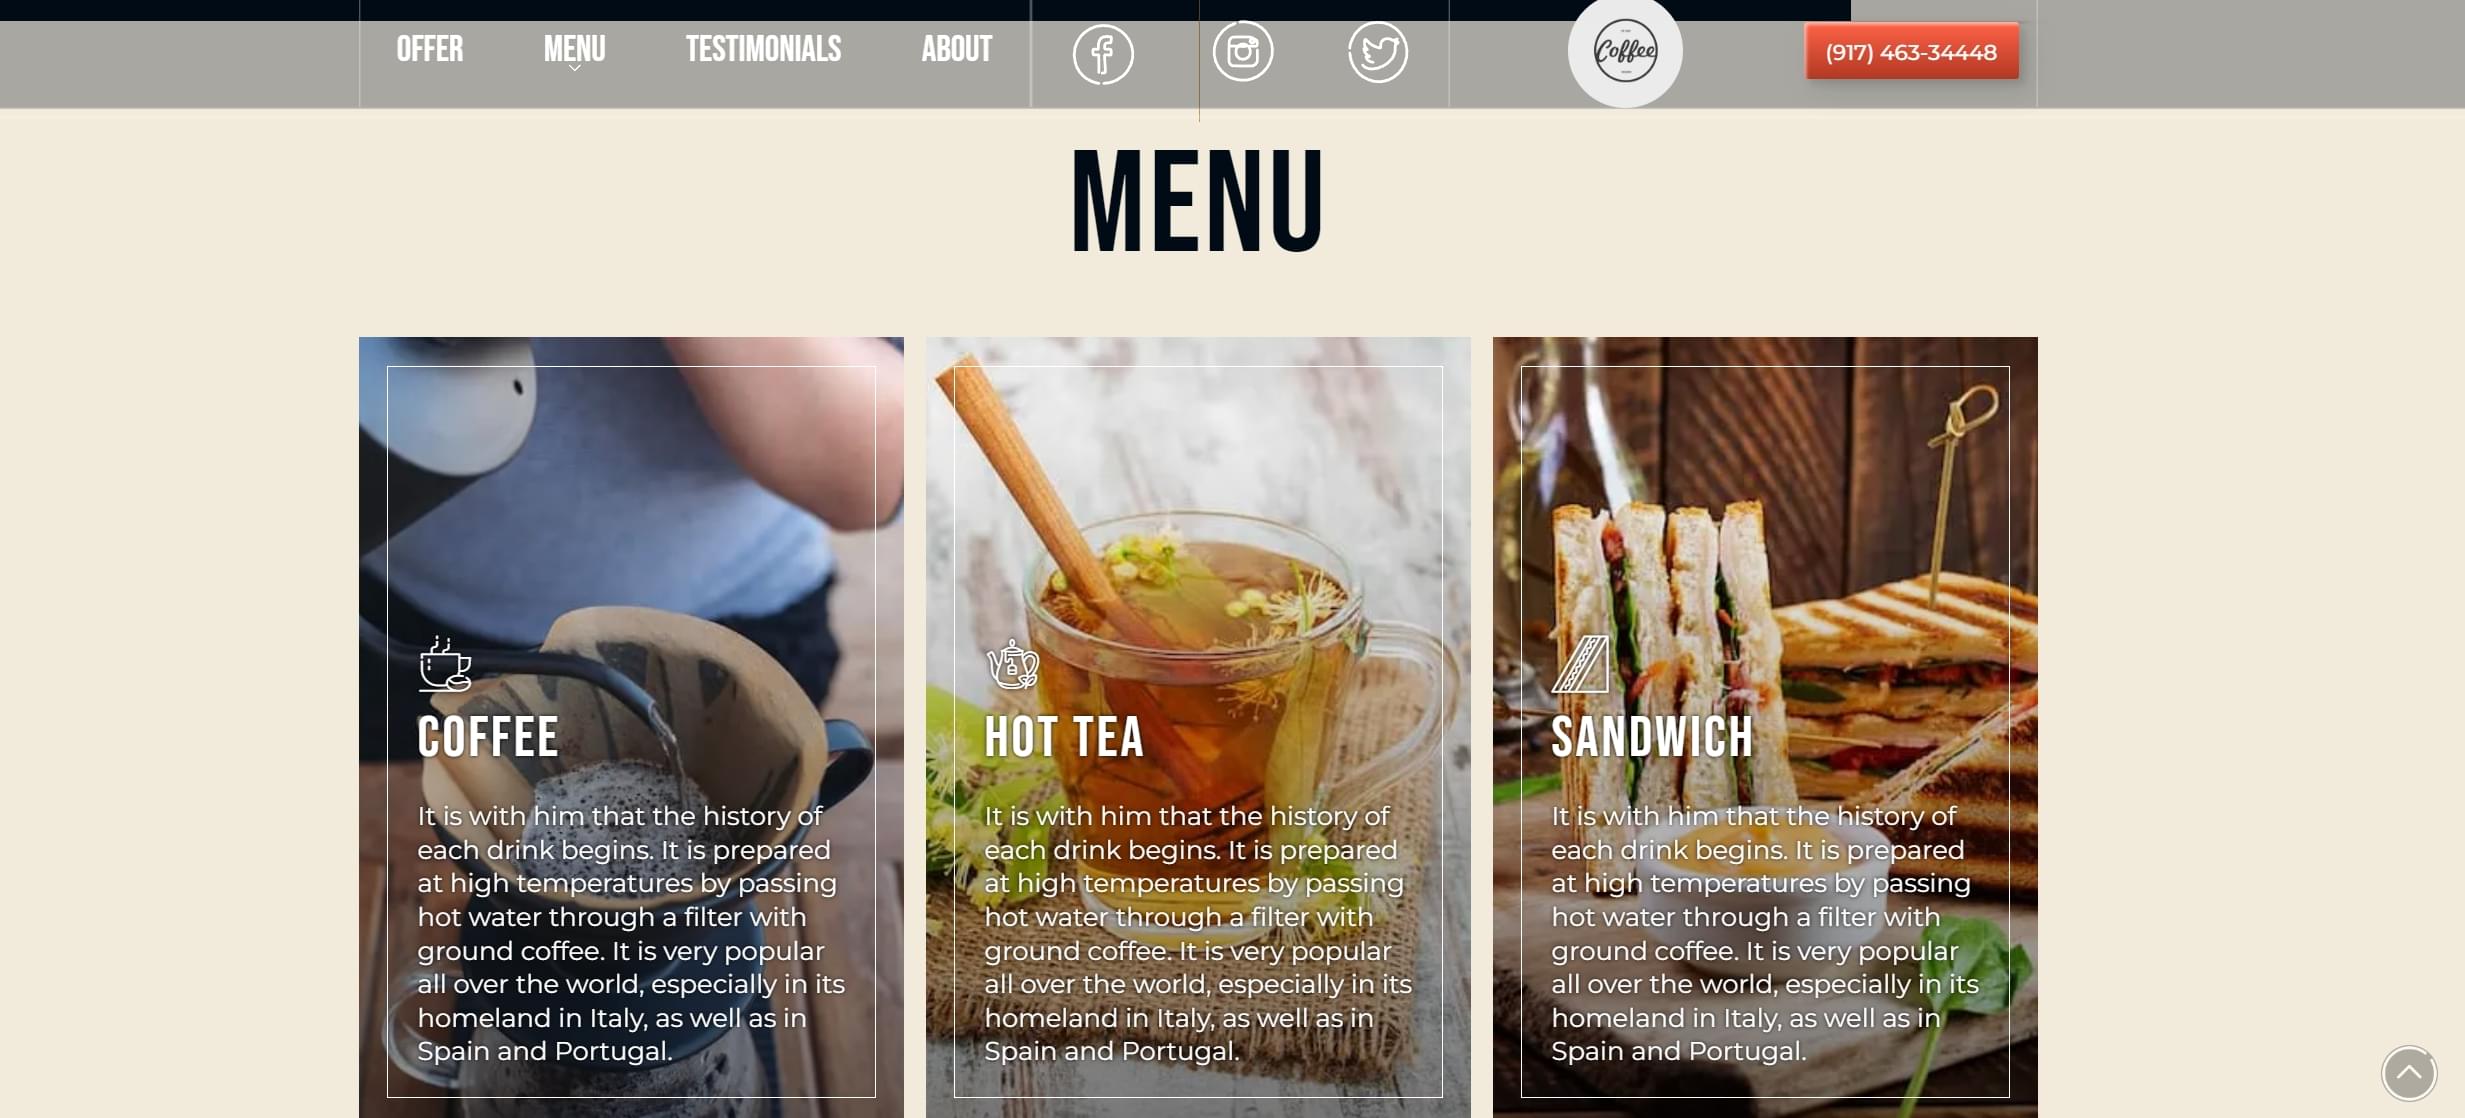 OFFER MENU TESTIMONIALS ABOUT Coffee (917) 463-34448
MENU
COFFEE
It is with him that the history of
each drink begins. It is prepared
at high temperatures by passing
hot water through a filter with
ground coffee. It is very popular
all over the world, especially in its
homeland in Italy, as well as in
Spain and Portugal.
HOT TEA
It is with him that the history of
each drink begins. It is prepared
at high temperatures by passing
hot water through a filter with
ground coffee. It is very popular
all over the world, especially in its
homeland in Italy, as well as in
Spain and Portugal.
SANDWICH
It is with him that the history of
each drink begins. It is prepared
at high temperatures by passing
hot water through a filter with
ground coffee. It is very popular
all over the world, especially in its
homeland in Italy, as well as in
Spain and Portugal.